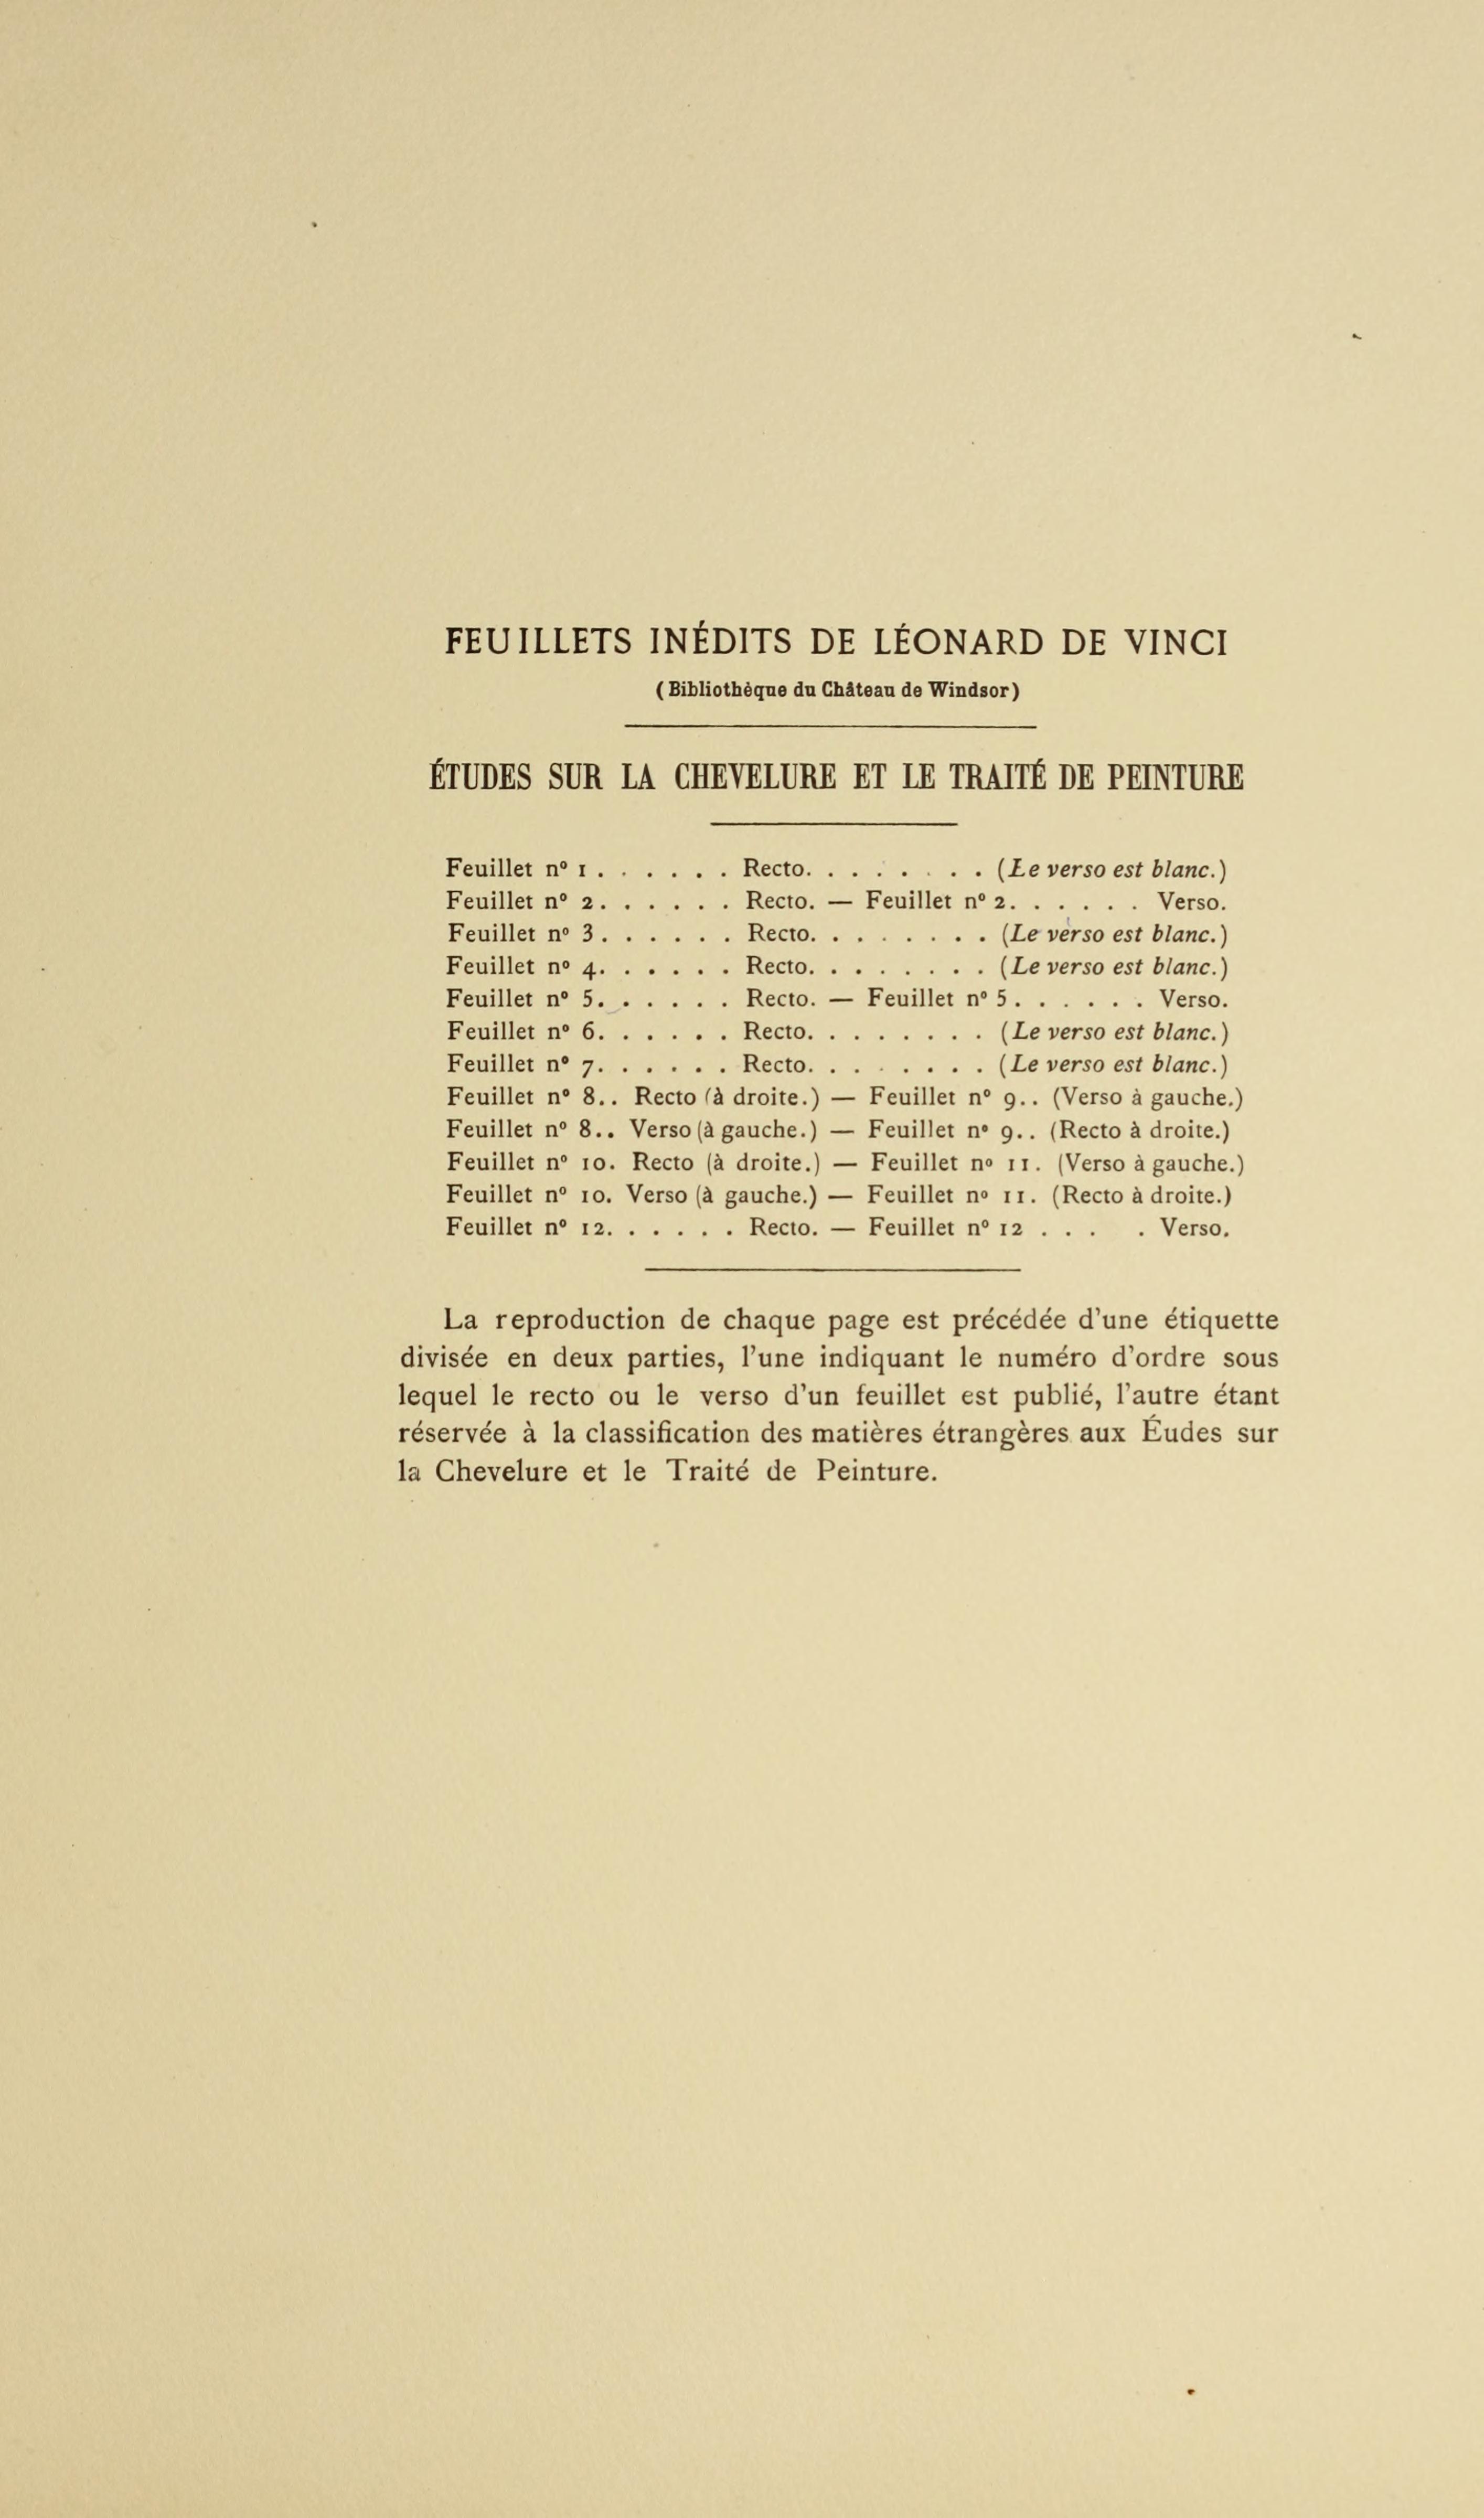 FEUILLETS INÉDITS DE LÉONARD DE VINCI
(Bibliothèque du Château de Windsor)
ÉTUDES SUR LA CHEVELURE ET LE TRAITÉ DE PEINTURE
Feuillet nº 1 . . . . . . Recto. . . . . . . . (Le verso est blanc.)
Feuillet nº 2. . . . . . Recto. — Feuillet nº 2. . . . . . Verso.
Feuillet nº 3. . . . . . Recto. . . . . . . . (Le verso est blanc.)
Feuillet nº 4. . . . . . Recto. . . . . . . . (Le verso est blanc.)
Feuillet nº 5. . . . . . Recto. — Feuillet nº 5. . . . . . Verso.
Feuillet nº 6. . . . . . Recto. . . . . . . . (Le verso est blanc.)
Feuillet nº 7. . . . . . Recto. . . . . . . . (Le verso est blanc.)
Feuillet nº 8.. Recto (à droite.) — Feuillet nº 9.. (Verso à gauche.)
Feuillet nº 8.. Verso (à gauche.) — Feuillet nº 9.. (Recto à droite.)
Feuillet nº 10. Recto (à droite.) — Feuillet nº 11. (Verso à gauche.)
Feuillet nº 10. Verso (à gauche.) — Feuillet nº 11. (Recto à droite.)
Feuillet nº 12. . . . . . Recto. — Feuillet nº 12 . . . . Verso.
La reproduction de chaque page est précédée d'une étiquette
divisée en deux parties, l'une indiquant le numéro d'ordre sous
lequel le recto ou le verso d'un feuillet est publié, l'autre étant
réservée à la classification des matières étrangères aux Éudes sur
la Chevelure et le Traité de Peinture.